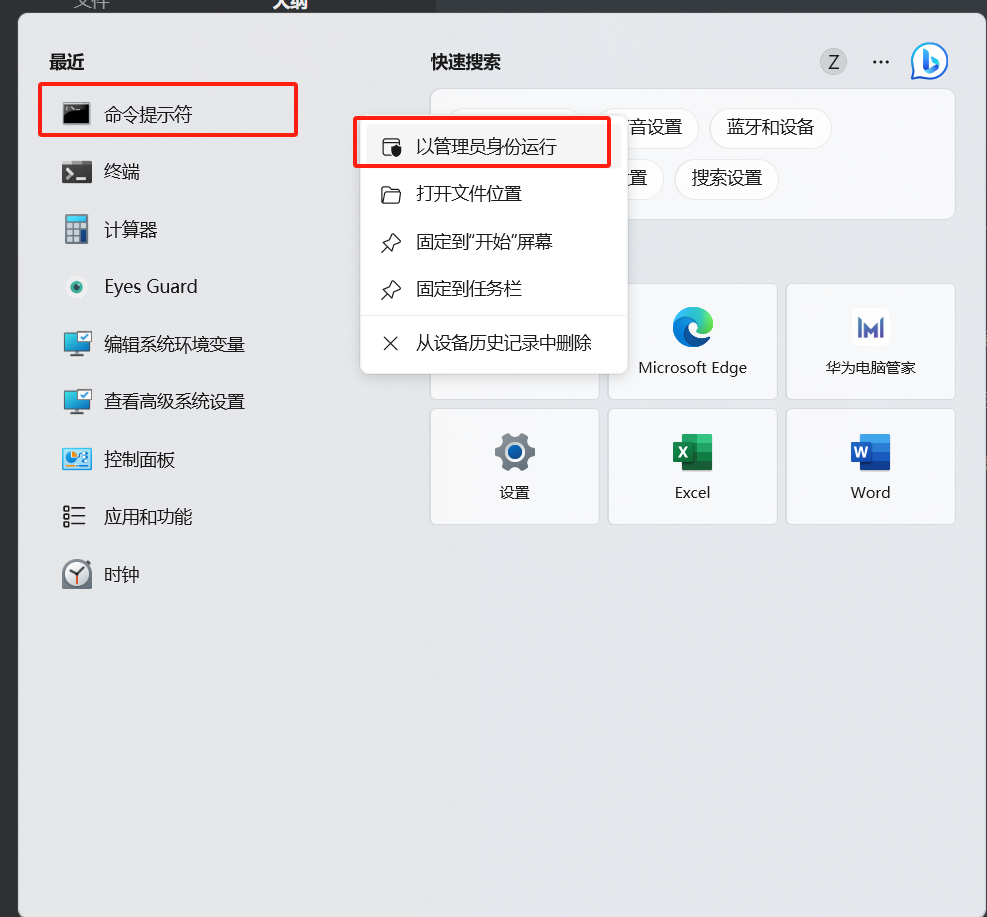 文件
大纲
最近
快速搜索
Z
命令提示符
终端
计算器
Eyes Guard
编辑系统环境变量
查看高级系统设置
控制面板
应用和功能
时钟
以管理员身份运行
打开文件位置
固定到“开始”屏幕
固定到任务栏
从设备历史记录中删除
音设置
蓝牙和设备
置
搜索设置
Microsoft Edge
华为电脑管家
设置
Excel
Word